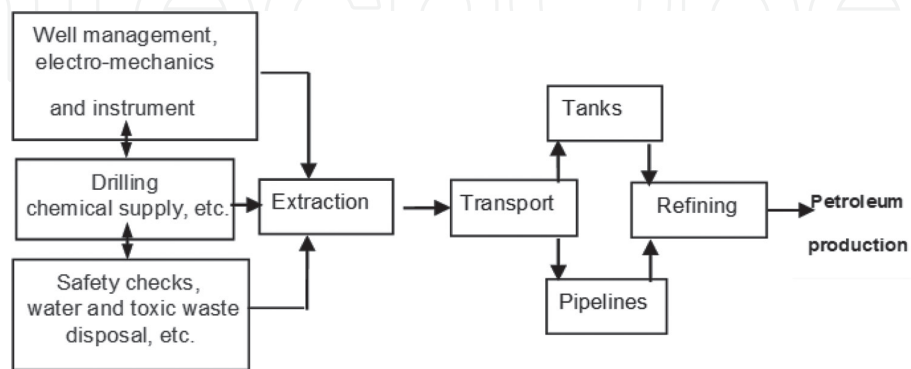 Well management,
electro-mechanics
and instrument
Drilling
chemical supply, etc.
Safety checks,
water and toxic waste
disposal, etc.
Extraction
Transport
Tanks
Pipelines
Refining
Petroleum
production